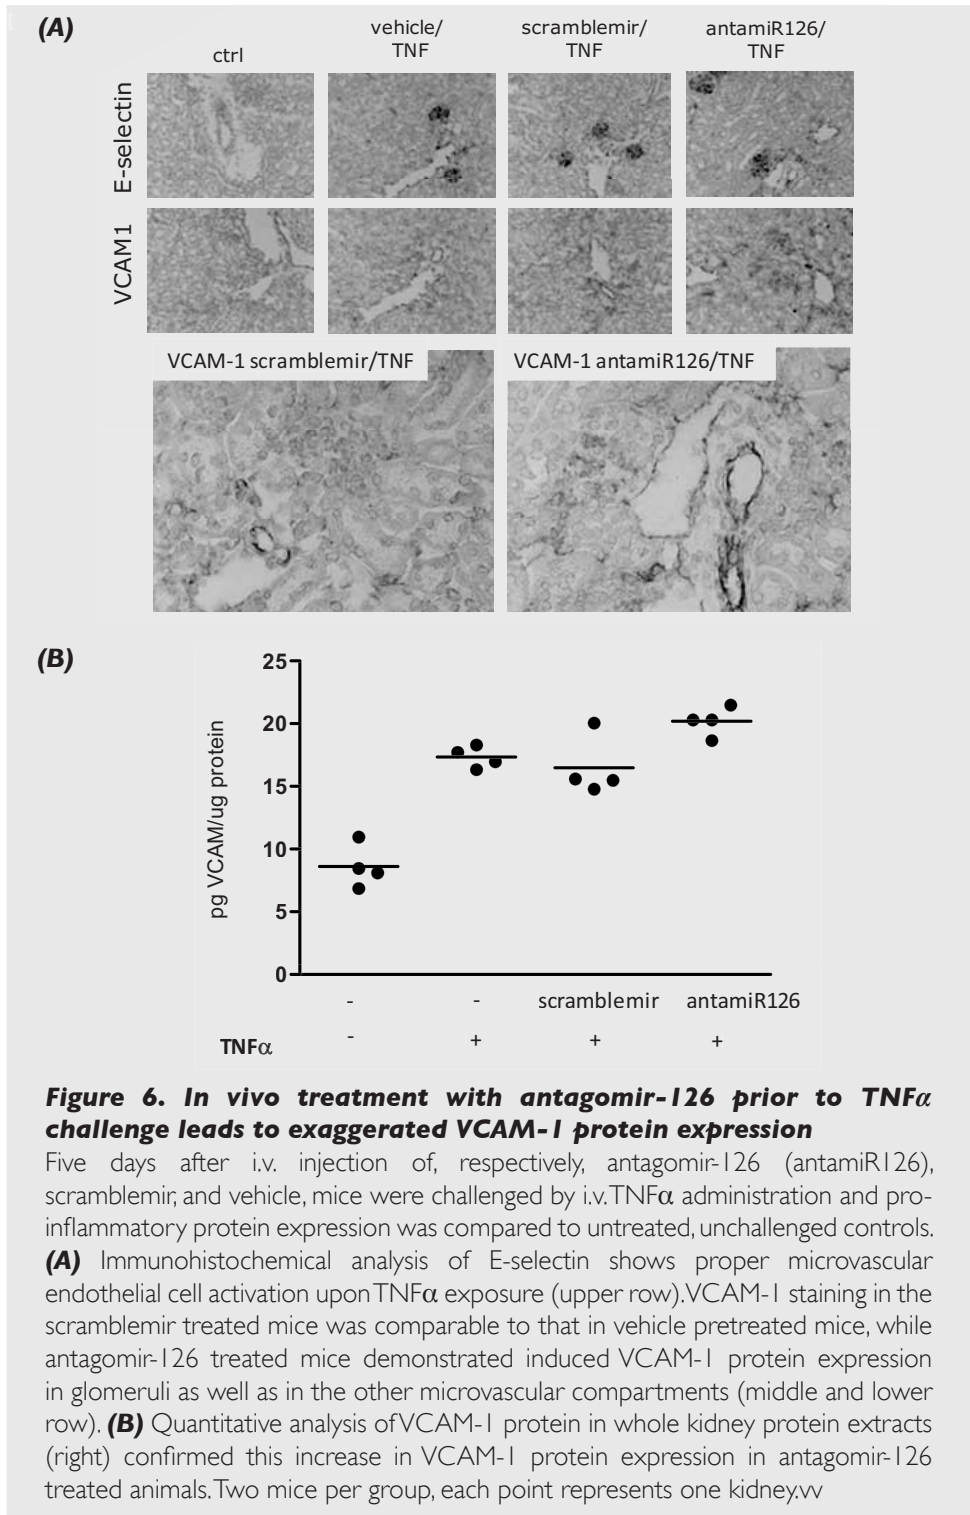 (A)
ctrl
vehicle/
TNF
scramblemir/
TNF
antamiR126/
TNF
E-selectin
VCAM1
VCAM-1 scramblemir/TNF
VCAM-1 antamiR126/TNF
(B)
pg VCAM/ug protein
25
20
15
10
5
0
- - scramblemir antamiR126
TNFα - + + +
Figure 6. In vivo treatment with antagomir-126 prior to TNFα
challenge leads to exaggerated VCAM-1 protein expression
Five days after i.v. injection of, respectively, antagomir-126 (antamiR126),
scramblemir, and vehicle, mice were challenged by i.v. TNFα administration and pro-
inflammatory protein expression was compared to untreated, unchallenged controls.
(A) Immunohistochemical analysis of E-selectin shows proper microvascular
endothelial cell activation upon TNFα exposure (upper row). VCAM-1 staining in the
scramblemir treated mice was comparable to that in vehicle pretreated mice, while
antagomir-126 treated mice demonstrated induced VCAM-1 protein expression
in glomeruli as well as in the other microvascular compartments (middle and lower
row). (B) Quantitative analysis of VCAM-1 protein in whole kidney protein extracts
(right) confirmed this increase in VCAM-1 protein expression in antagomir-126
treated animals. Two mice per group, each point represents one kidney.vv